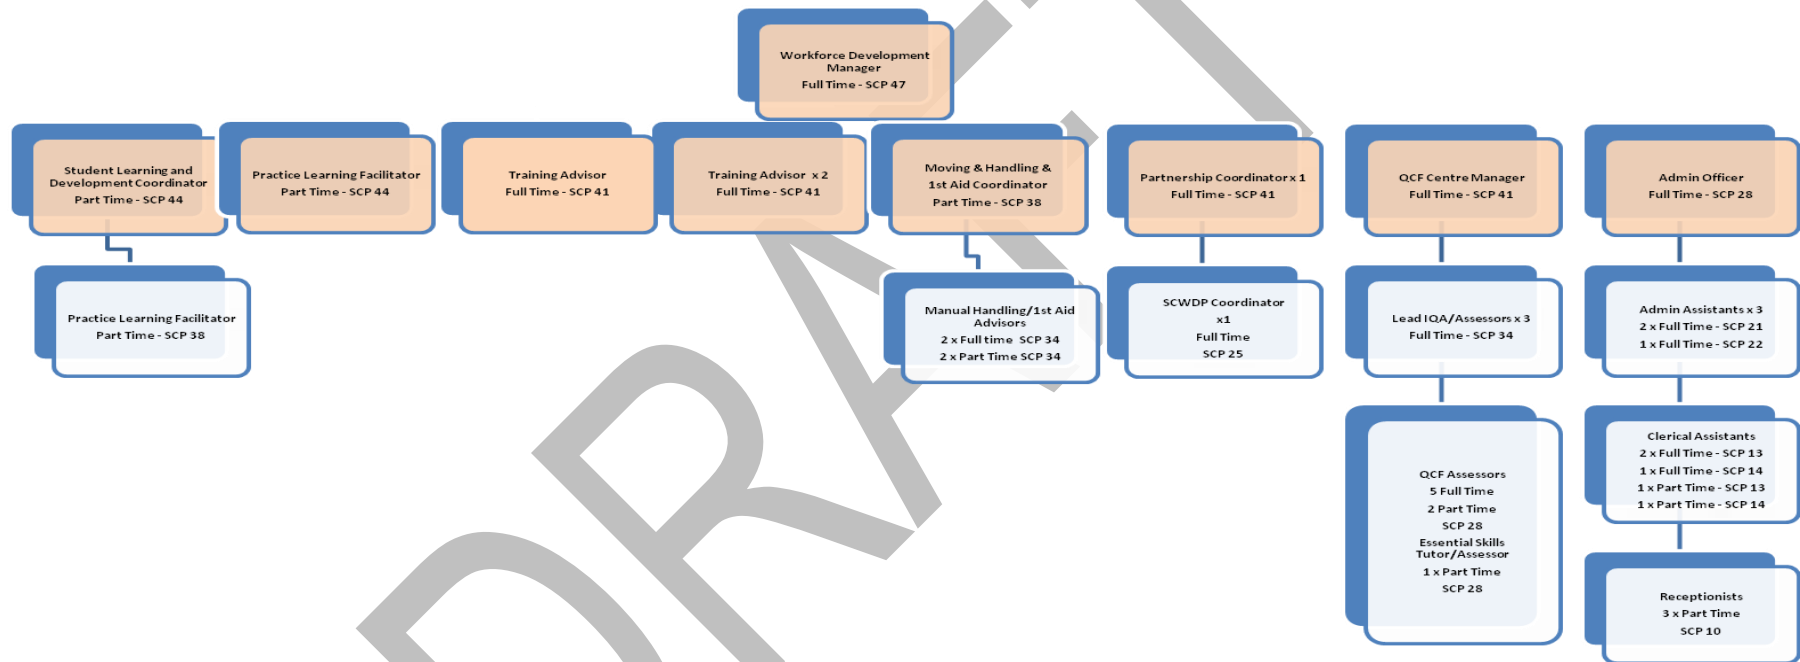 Workforce Development
Manager
Full Time - SCP 47
Student Learning and
Development Coordinator
Part Time - SCP 44
Practice Learning Facilitator
Part Time - SCP 44
Training Advisor
Full Time - SCP 41
Training Advisor x 2
Full Time - SCP 41
Moving & Handling &
1st Aid Coordinator
Part Time - SCP 38
Partnership Coordinator x 1
Full Time - SCP 41
QCF Centre Manager
Full Time - SCP 41
Admin Officer
Full Time - SCP 28
Practice Learning Facilitator
Part Time - SCP 38
Manual Handling/1st Aid
Advisors
2 x Full time SCP 34
2 x Part Time SCP 34
SCWDP Coordinator
x1
Full Time
SCP 25
Lead IQA/Assessors x 3
Full Time - SCP 34
Admin Assistants x 3
2 x Full Time - SCP 21
1 x Full Time - SCP 22
QCF Assessors
5 Full Time
2 Part Time
SCP 28
Essential Skills
Tutor/Assessor
1 x Part Time
SCP 28
Clerical Assistants
2 x Full Time - SCP 13
1 x Full Time - SCP 14
1 x Part Time - SCP 13
1 x Part Time - SCP 14
Receptionists
3 x Part Time
SCP 10
DRAFT